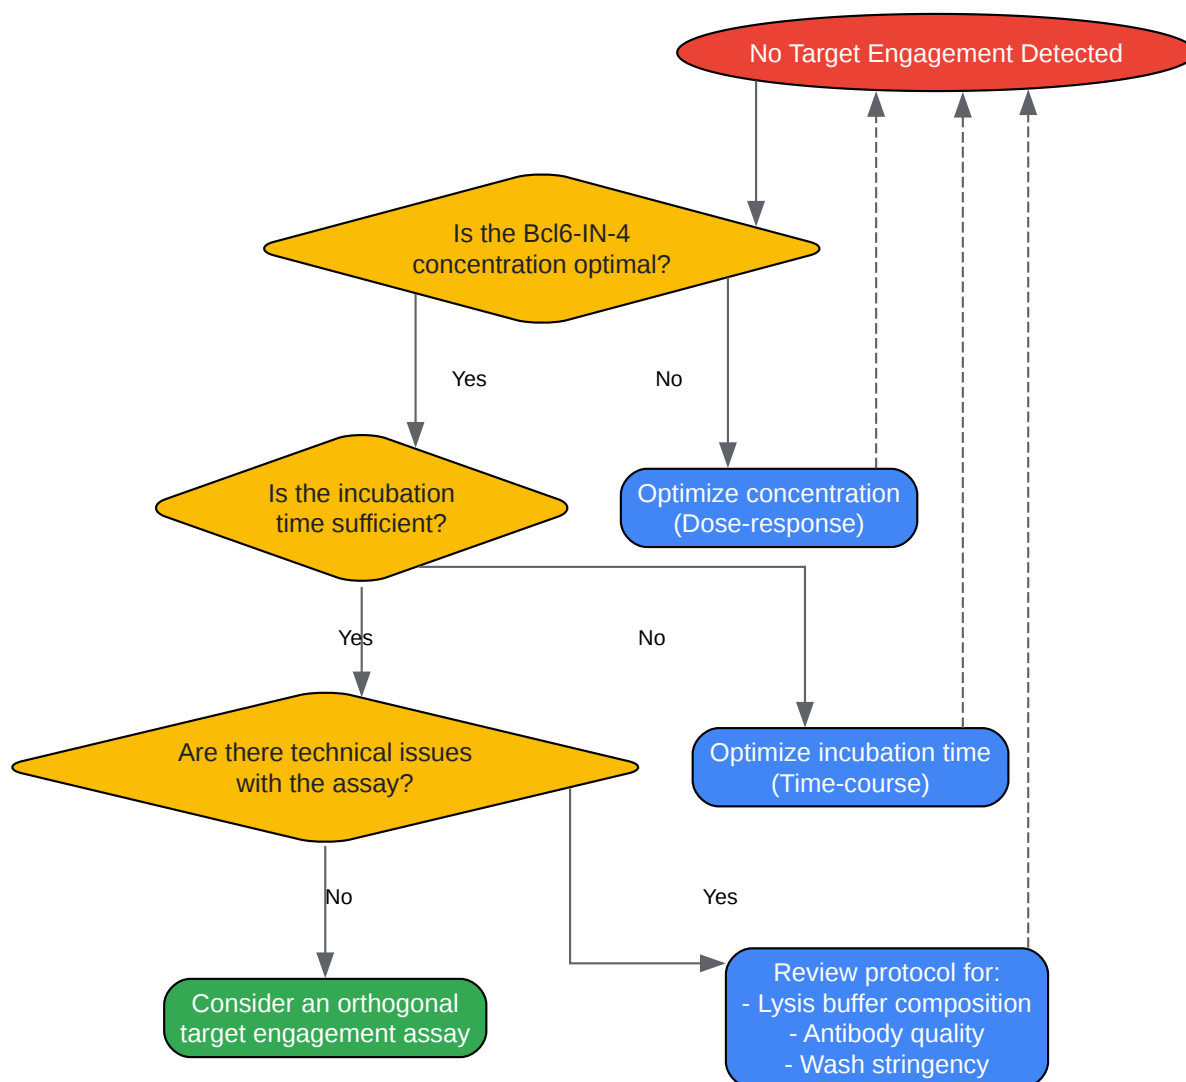 No Target Engagement Detected
Is the Bcl6-IN-4
concentration optimal?
Yes
No
Is the incubation
time sufficient?
Optimize concentration
(Dose-response)
Yes
No
Are there technical issues
with the assay?
Optimize incubation time
(Time-course)
No
Yes
Consider an orthogonal
target engagement assay
Review protocol for:
- Lysis buffer composition
- Antibody quality
- Wash stringency